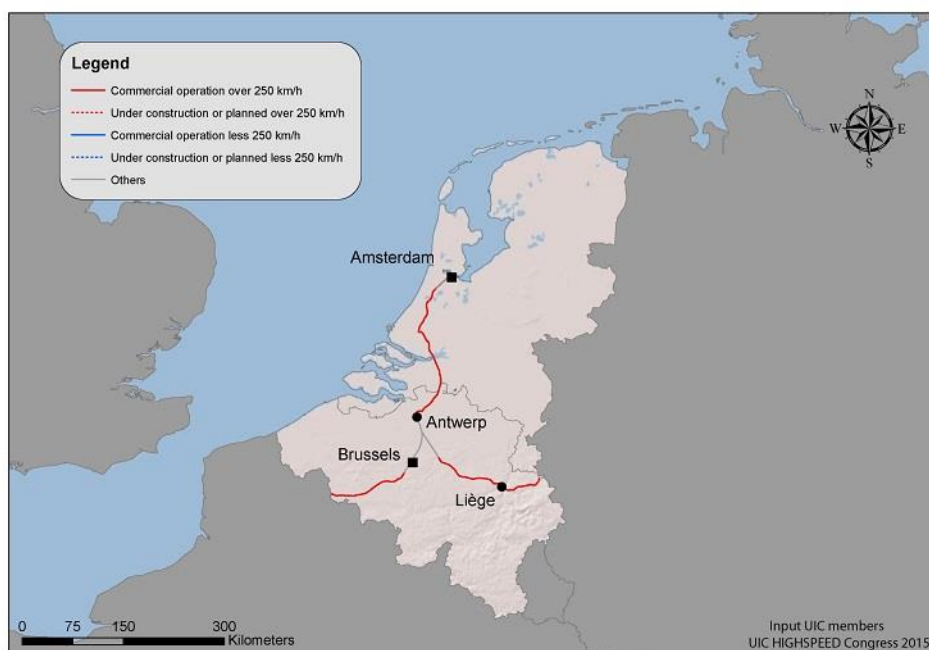 Legend
Commercial operation over 250 km/h
Under construction or planned over 250 km/h
Commercial operation less 250 km/h
Under construction or planned less 250 km/h
Others
N
W E
S
Amsterdam
Antwerp
Brussels
Liège
0 75 150 300
Kilometers
Input UIC members
UIC HIGHSPEED Congress 2015